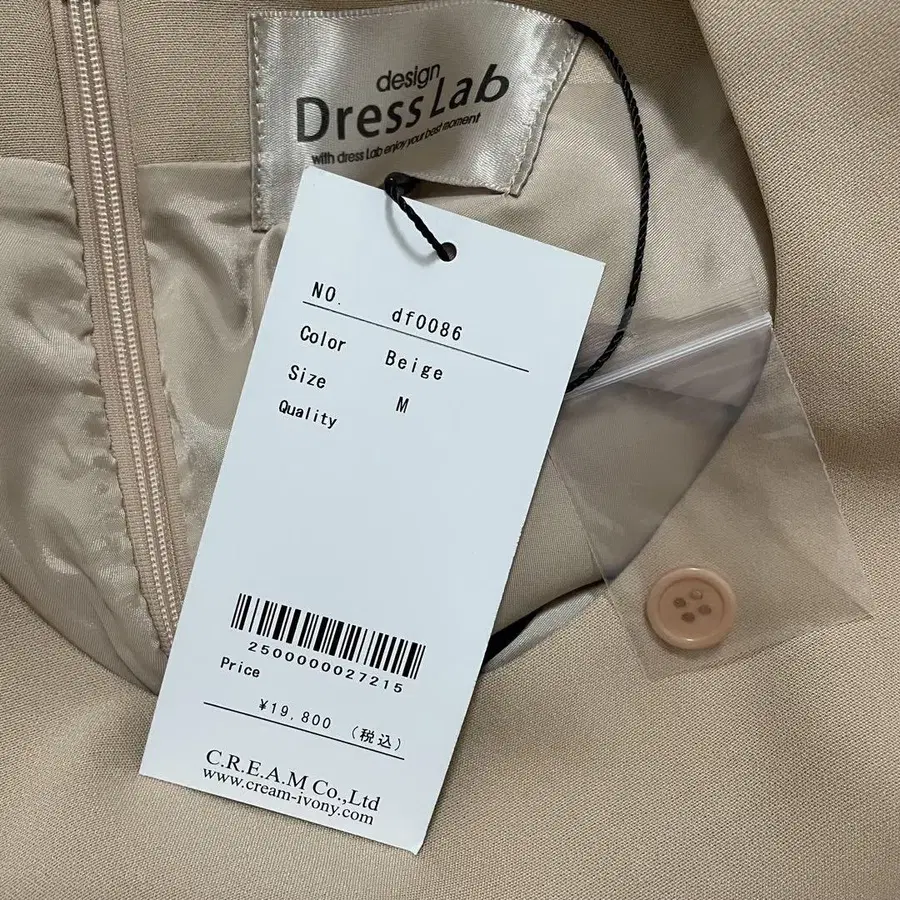 design
Dress Lab
with dress Lab enjoy your best moment
NO. df0086
Color Beige
Size M
Quality
2500000027215
Price
¥19,800 (税込)
C.R.E.A.M Co.,Ltd
www.cream-ivony.com